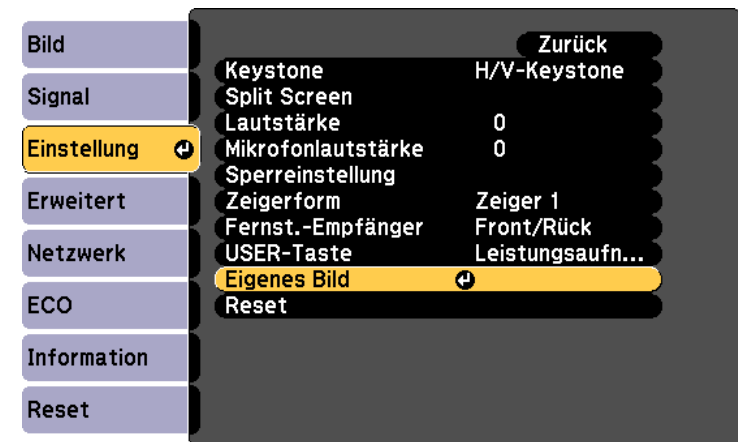 Bild
Signal
Einstellung
Erweitert
Netzwerk
ECO
Information
Reset
Zurück
Keystone H/V-Keystone
Split Screen
Lautstärke 0
Mikrofonlautstärke 0
Sperreinstellung
Zeigerform Zeiger 1
Fernst.-Empfänger Front/Rück
USER-Taste Leistungsaufn...
Eigenes Bild
Reset